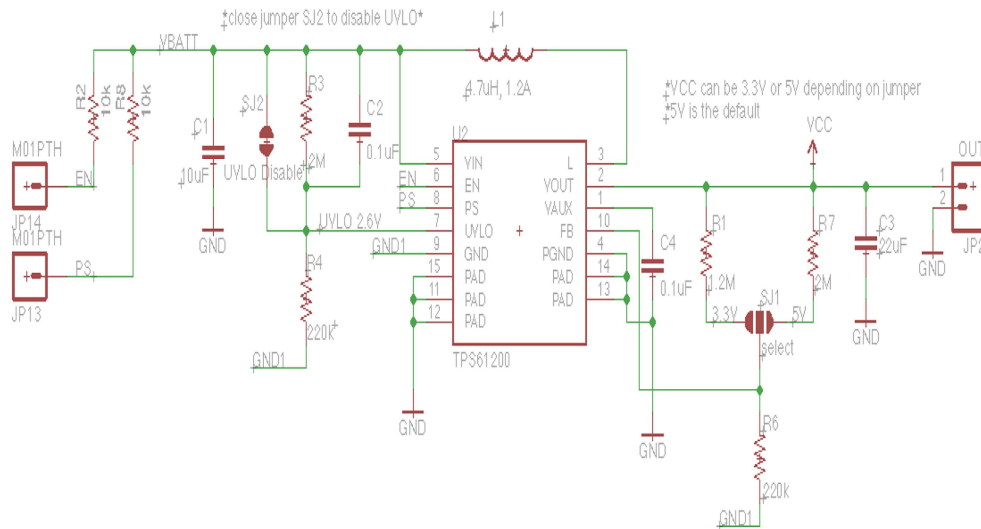 *close jumper SJ2 to disable UVLO*
L1
VBATT
4.7uH, 1.2A
*VCC can be 3.3V or 5V depending on jumper
*5V is the default
R2
10k
R8
10k
R3
2M
SJ2
UVLO Disable
C1
10uF
C2
0.1uF
U2
VCC
M01PTH
EN
JP14
M01PTH
PS
JP13
GND
UVLO 2.6V
R4
220k
GND1
EN
PS
GND1
5
VIN
L
3
6
EN
VOUT
2
8
PS
VAUX
1
7
UVLO
FB
10
9
GND
PGND
4
15
PAD
PAD
14
11
PAD
PAD
13
12
PAD
TPS61200
GND
C4
0.1uF
GND
R1
1.2M
R7
2M
3.3V
SJ1
5V
select
C3
22uF
GND
OUT
1
2
JP2
GND
R6
220k
GND1